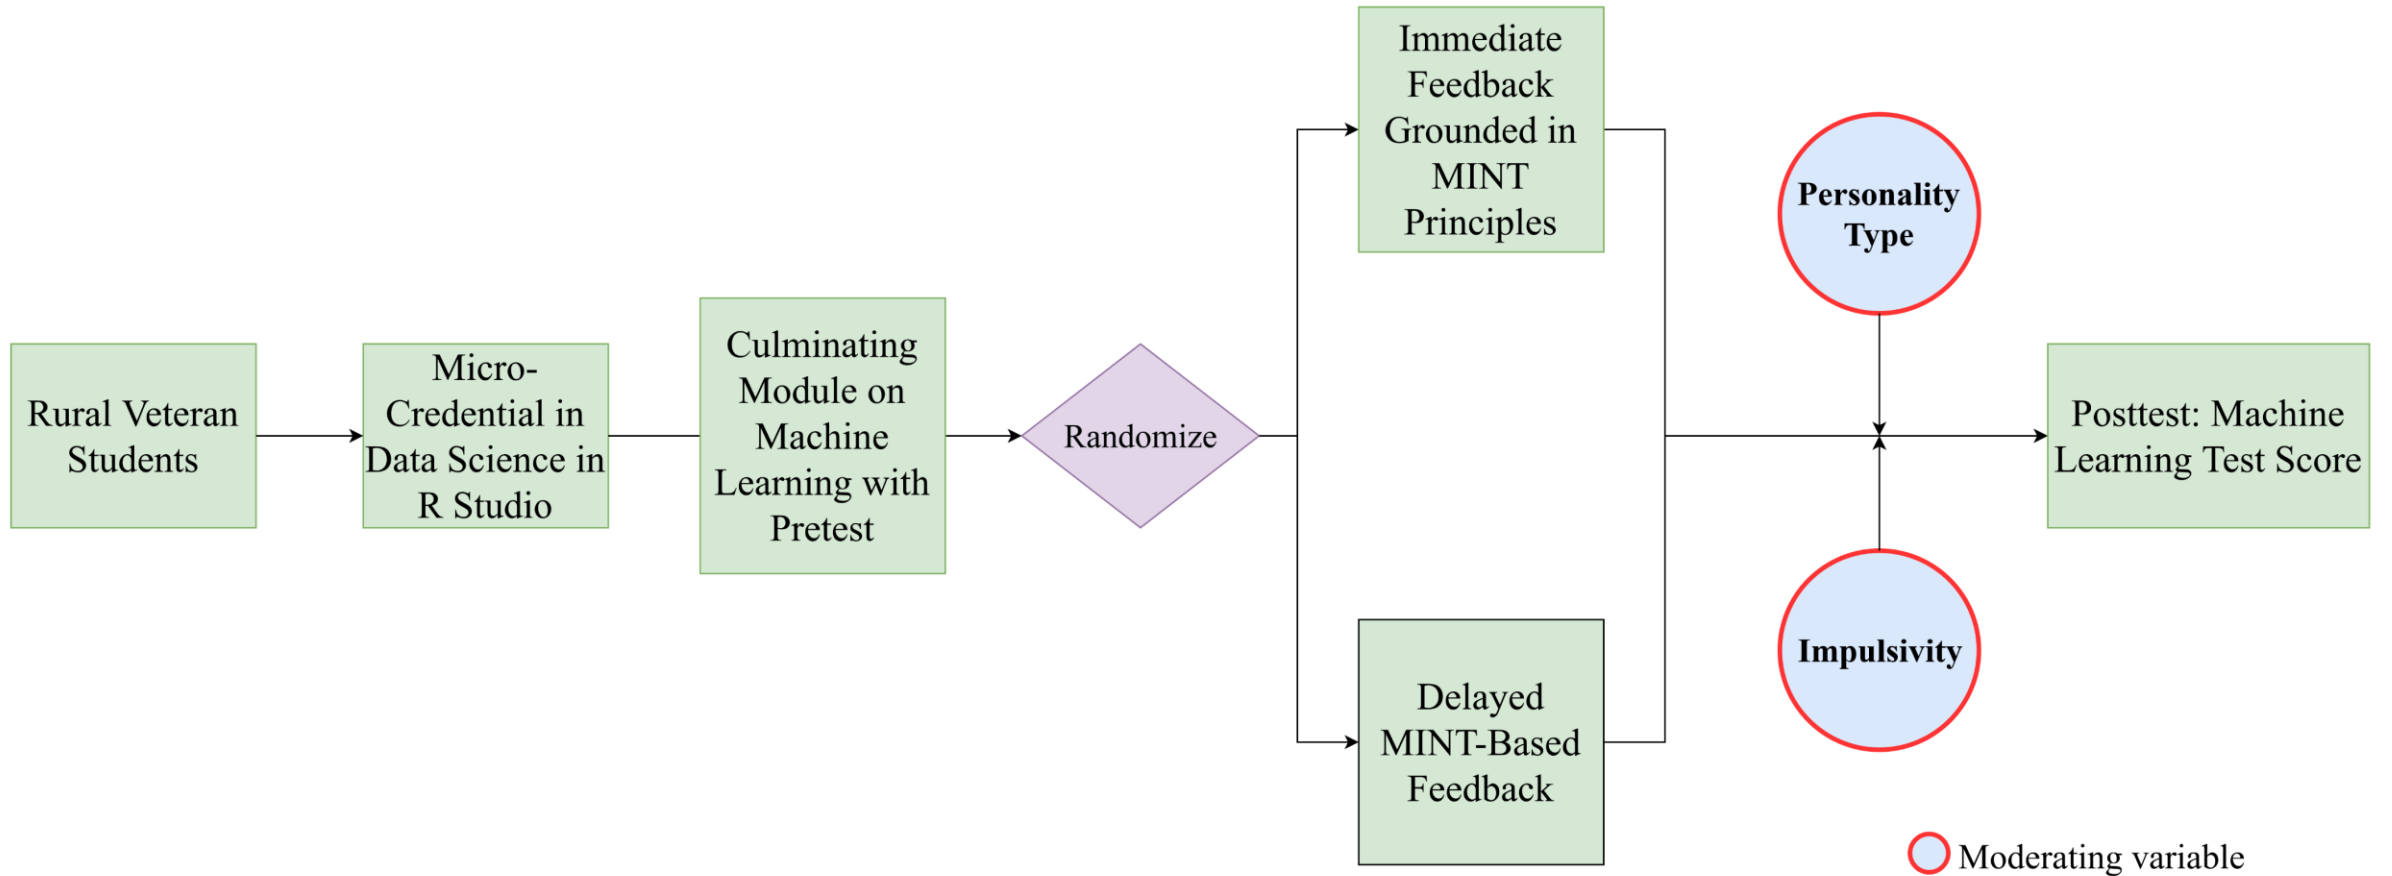 Rural Veteran
Students
Micro-
Credential in
Data Science in
R Studio
Culminating
Module on
Machine
Learning with
Pretest
Randomize
Immediate
Feedback
Grounded in
MINT
Principles
Delayed
MINT-Based
Feedback
Personality
Type
Impulsivity
Posttest: Machine
Learning Test Score
Moderating variable